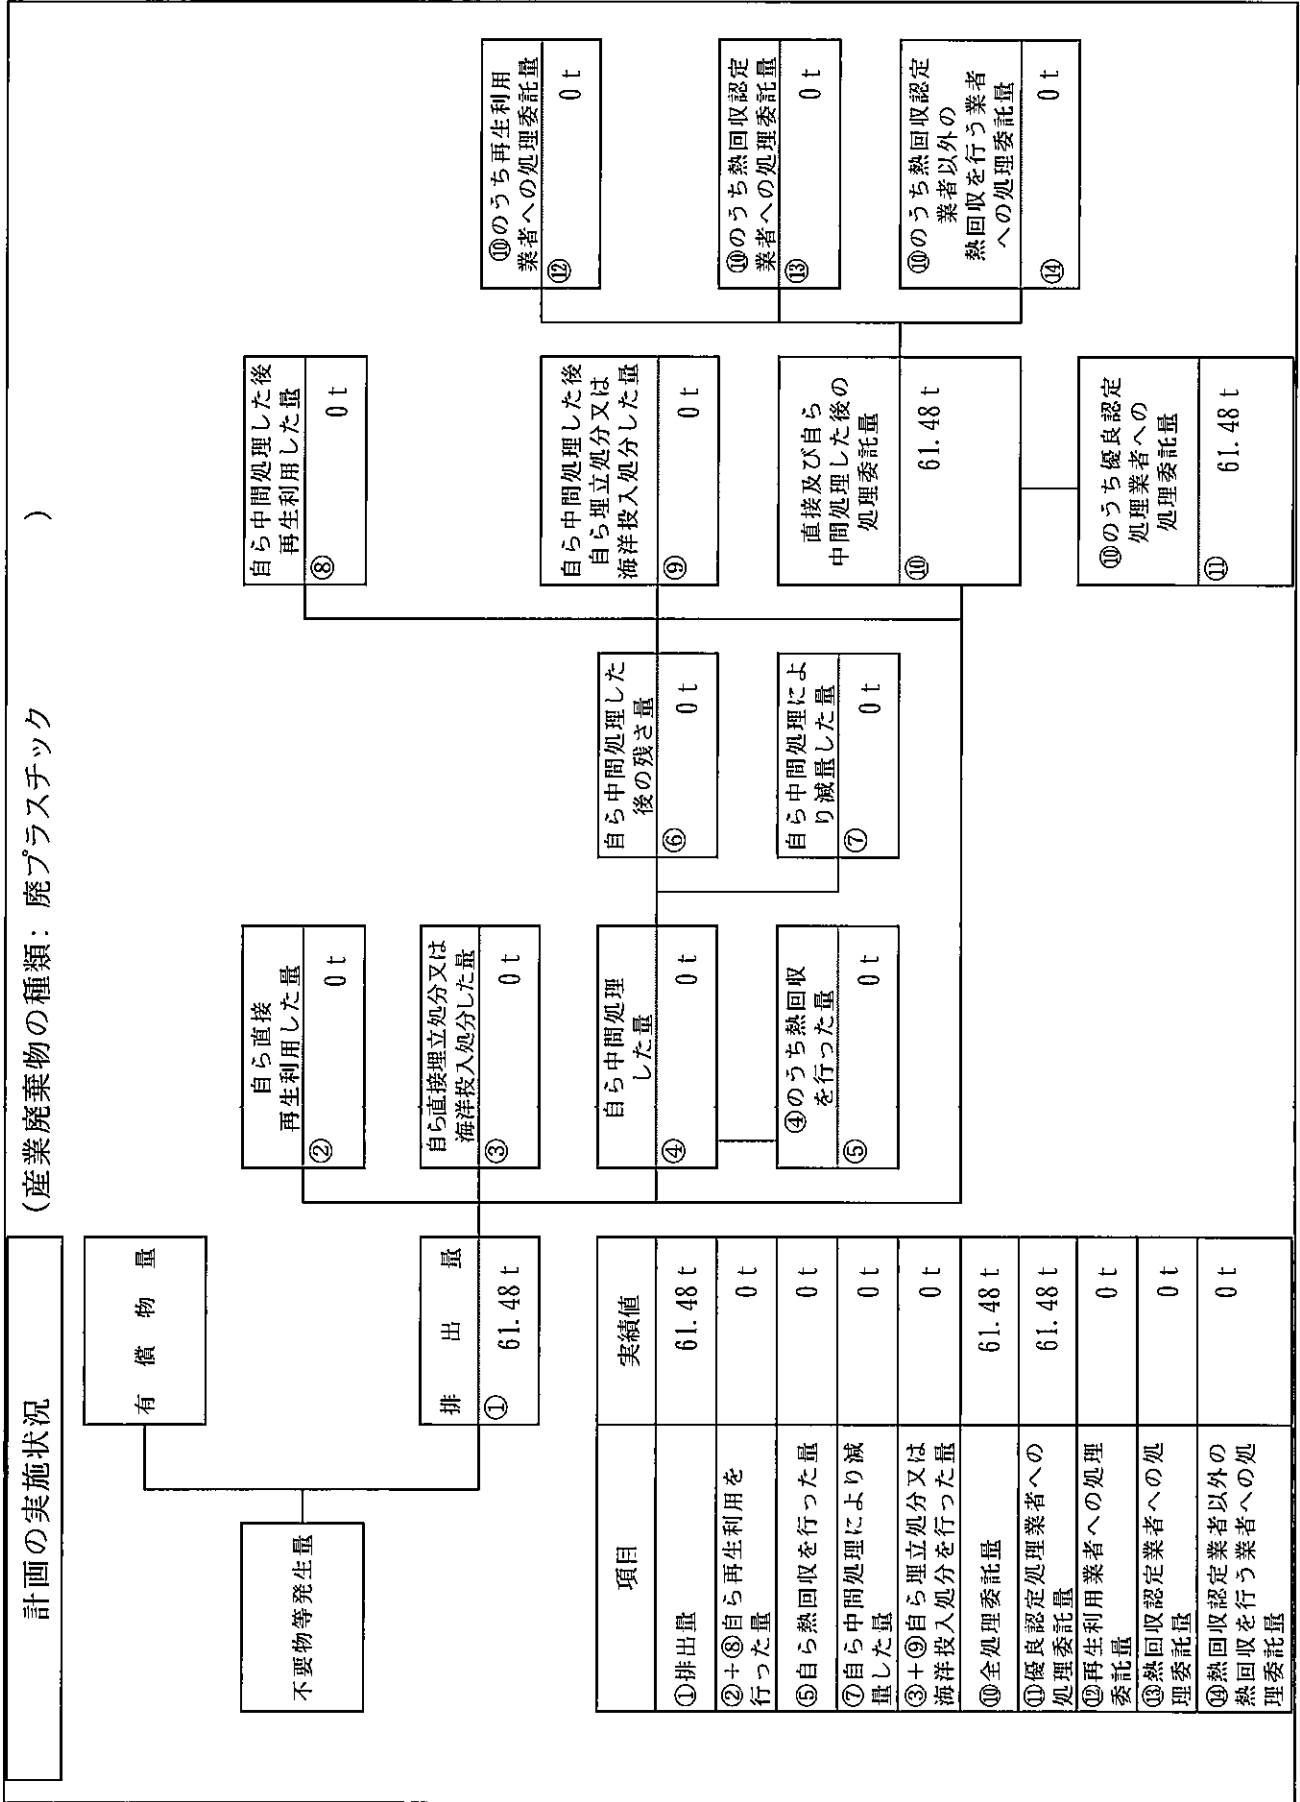 計画の実施状況
(産業廃棄物の種類: 廃プラスチック )
不要物等発生量
有償物量
排出量
① 61.48 t
自ら直接
再生利用した量
② 0 t
自ら直接埋立処分又は
海洋投入処分した量
③ 0 t
自ら中間処理
した量
④ 0 t
④のうち熱回収
を行った量
⑤ 0 t
自ら中間処理した
後の残さ量
⑥ 0 t
自ら中間処理によ
り減量した量
⑦ 0 t
自ら中間処理した後
再生利用した量
⑧ 0 t
自ら中間処理した後
自ら埋立処分又は
海洋投入処分した量
⑨ 0 t
直接及び自ら
中間処理した後の
処理委託量
⑩ 61.48 t
⑩のうち優良認定
処理業者への
処理委託量
⑪ 61.48 t
⑩のうち再生利用
業者への処理委託量
⑫ 0 t
⑩のうち熱回収認定
業者への処理委託量
⑬ 0 t
⑩のうち熱回収認定
業者以外の
熱回収を行う業者
への処理委託量
⑭ 0 t
項目 実績値
①排出量 61.48 t
②+⑧自ら再生利用を
行った量 0 t
⑤自ら熱回収を行った量 0 t
⑦自ら中間処理により減
量した量 0 t
③+⑨自ら埋立処分又は
海洋投入処分を行った量 0 t
⑩全処理委託量 61.48 t
⑪優良認定処理業者への
処理委託量 61.48 t
⑫再生利用業者への処理
委託量 0 t
⑬熱回収認定業者への処
理委託量 0 t
⑭熱回収認定業者以外の
熱回収を行う業者への処
理委託量 0 t